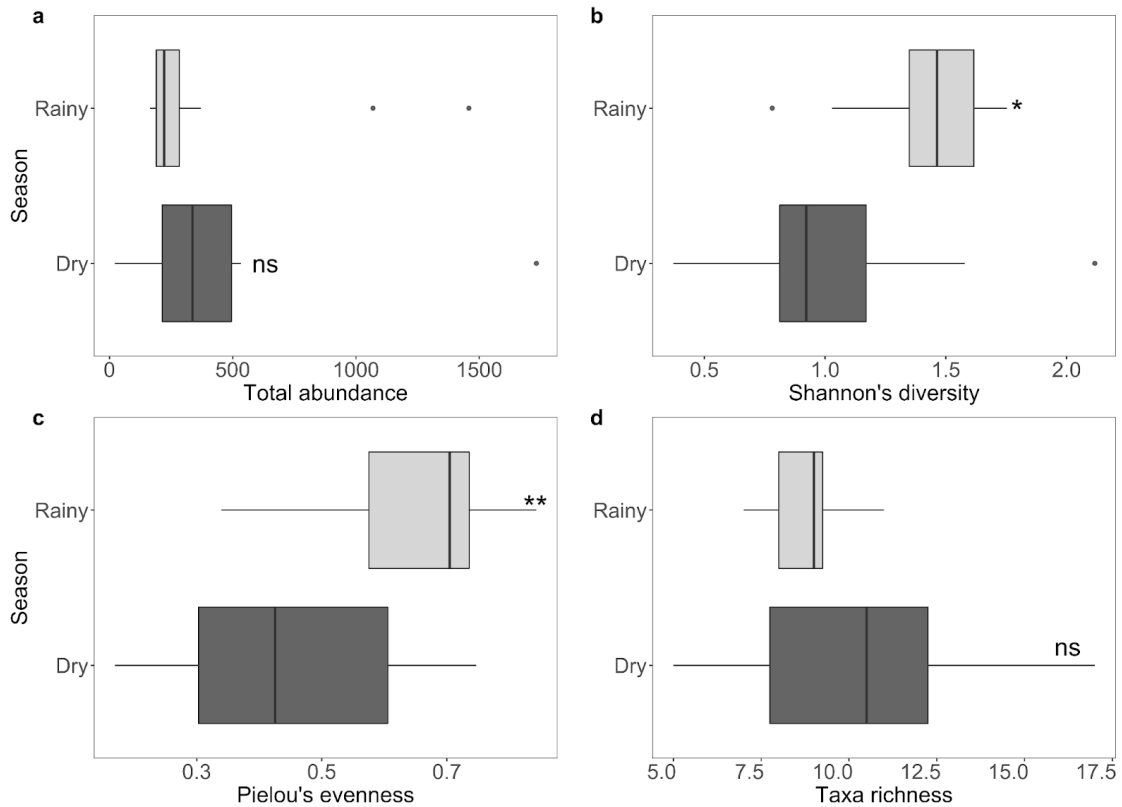 a
Rainy
Dry
ns
Season
0 500 1000 1500
Total abundance
b
Rainy
*
Dry
0.5 1.0 1.5 2.0
Shannon's diversity
c
Rainy
**
Dry
Season
0.3 0.5 0.7
Pielou's evenness
d
Rainy
Dry
ns
5.0 7.5 10.0 12.5 15.0 17.5
Taxa richness